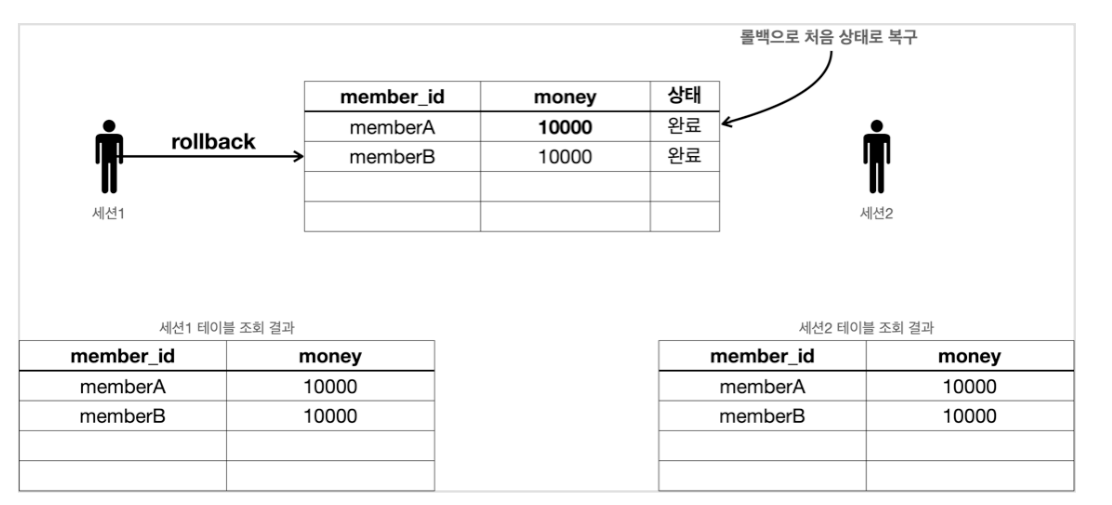 롤백으로 처음 상태로 복구
member_id money 상태
memberA 10000 완료
rollback
memberB 10000 완료
세션1
세션2
세션1 테이블 조회 결과
member_id money
memberA 10000
memberB 10000
세션2 테이블 조회 결과
member_id money
memberA 10000
memberB 10000